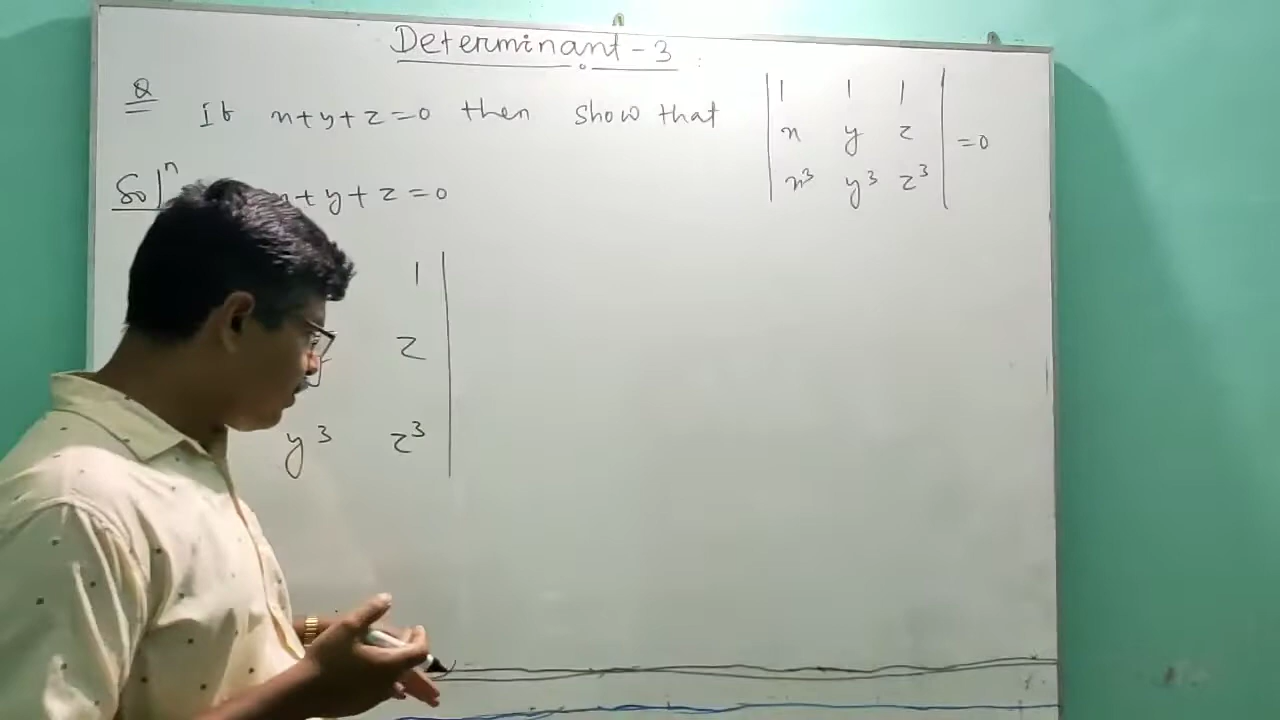 Determinant - 3
Q If x+y+z=0 then show that | 1 1 1 |
| x y z | =0
| x³ y³ z³ |
Solⁿ x+y+z=0
1 |
z |
y³ z³ |